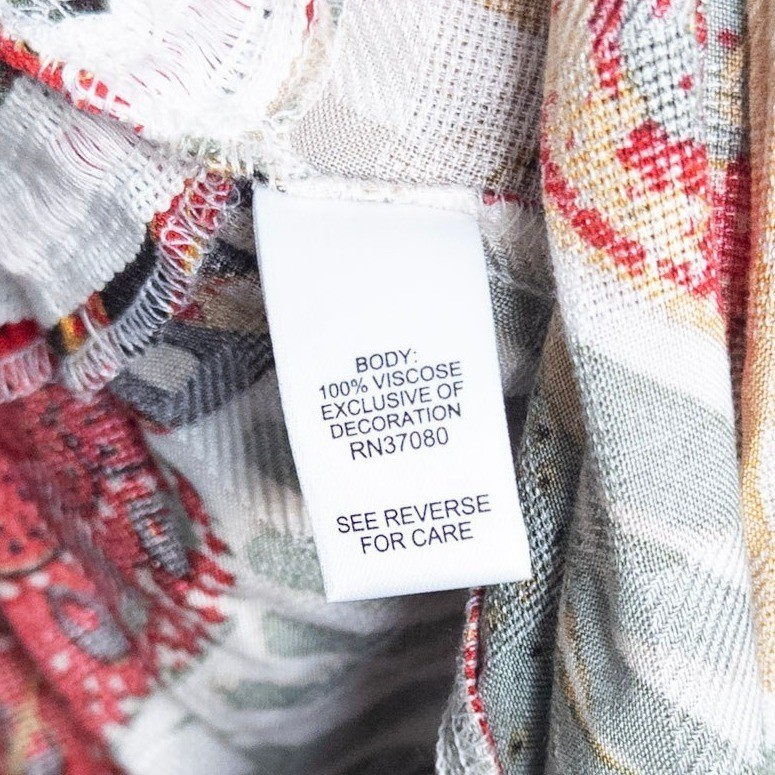 BODY:
100% VISCOSE
EXCLUSIVE OF
DECORATION
RN37080
SEE REVERSE
FOR CARE